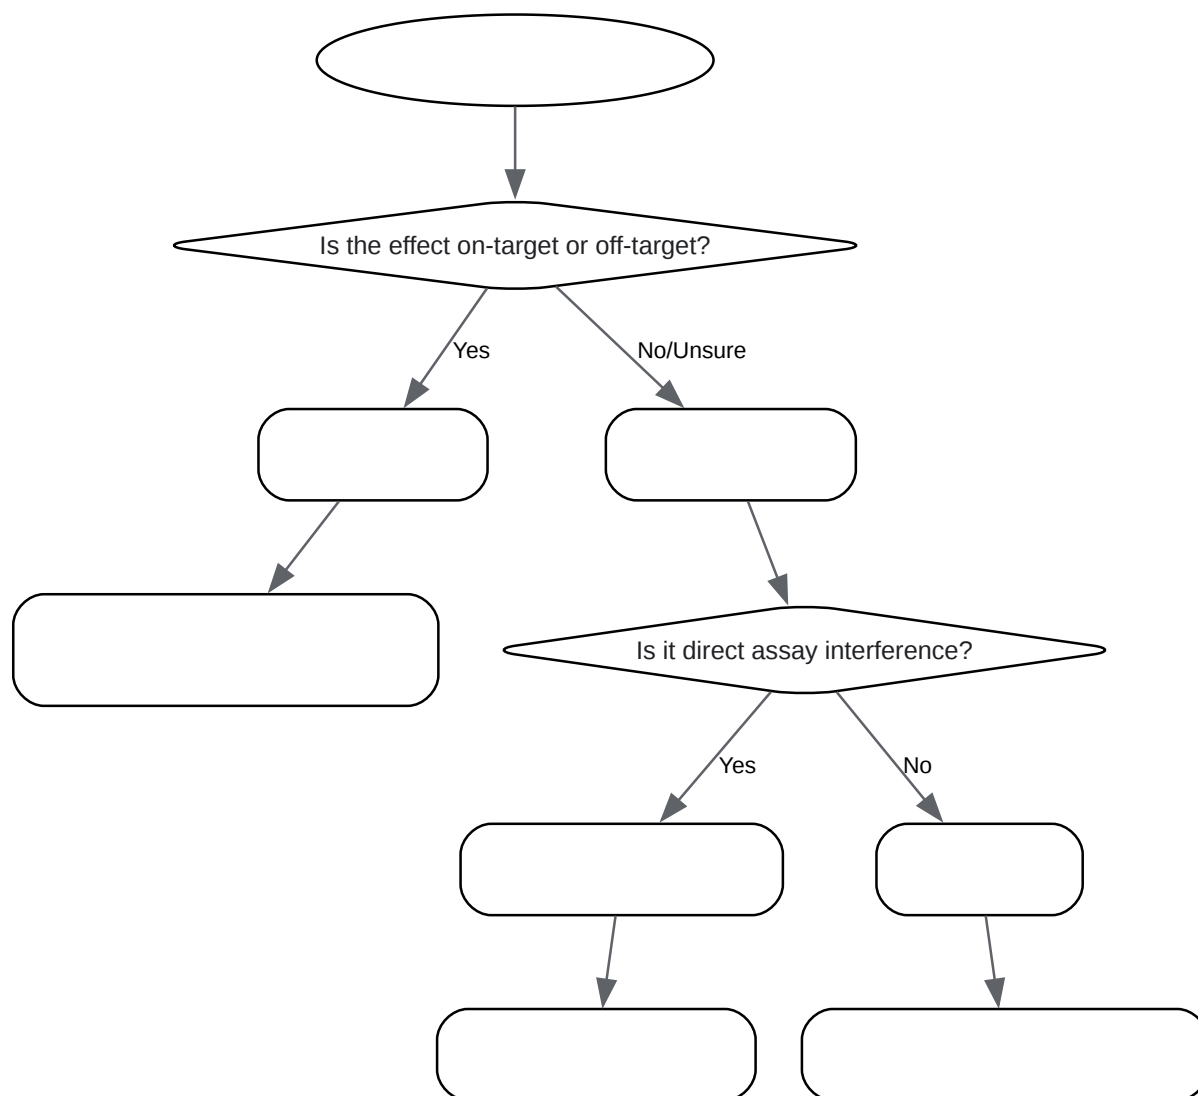 Is the effect on-target or off-target?
Yes
No/Unsure
Is it direct assay interference?
Yes
No